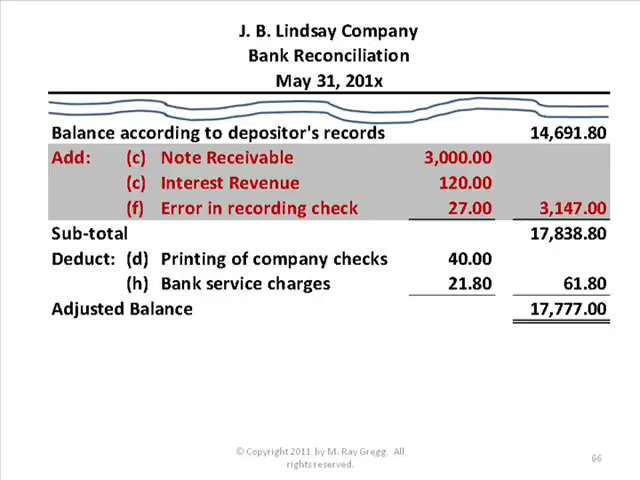 J. B. Lindsay Company
Bank Reconciliation
May 31, 201x
Balance according to depositor's records 14,691.80
Add: (c) Note Receivable 3,000.00
(c) Interest Revenue 120.00
(f) Error in recording check 27.00 3,147.00
Sub-total 17,838.80
Deduct: (d) Printing of company checks 40.00
(h) Bank service charges 21.80 61.80
Adjusted Balance 17,777.00
© Copyright 2011 by M. Ray Gregg. All
rights reserved.
66